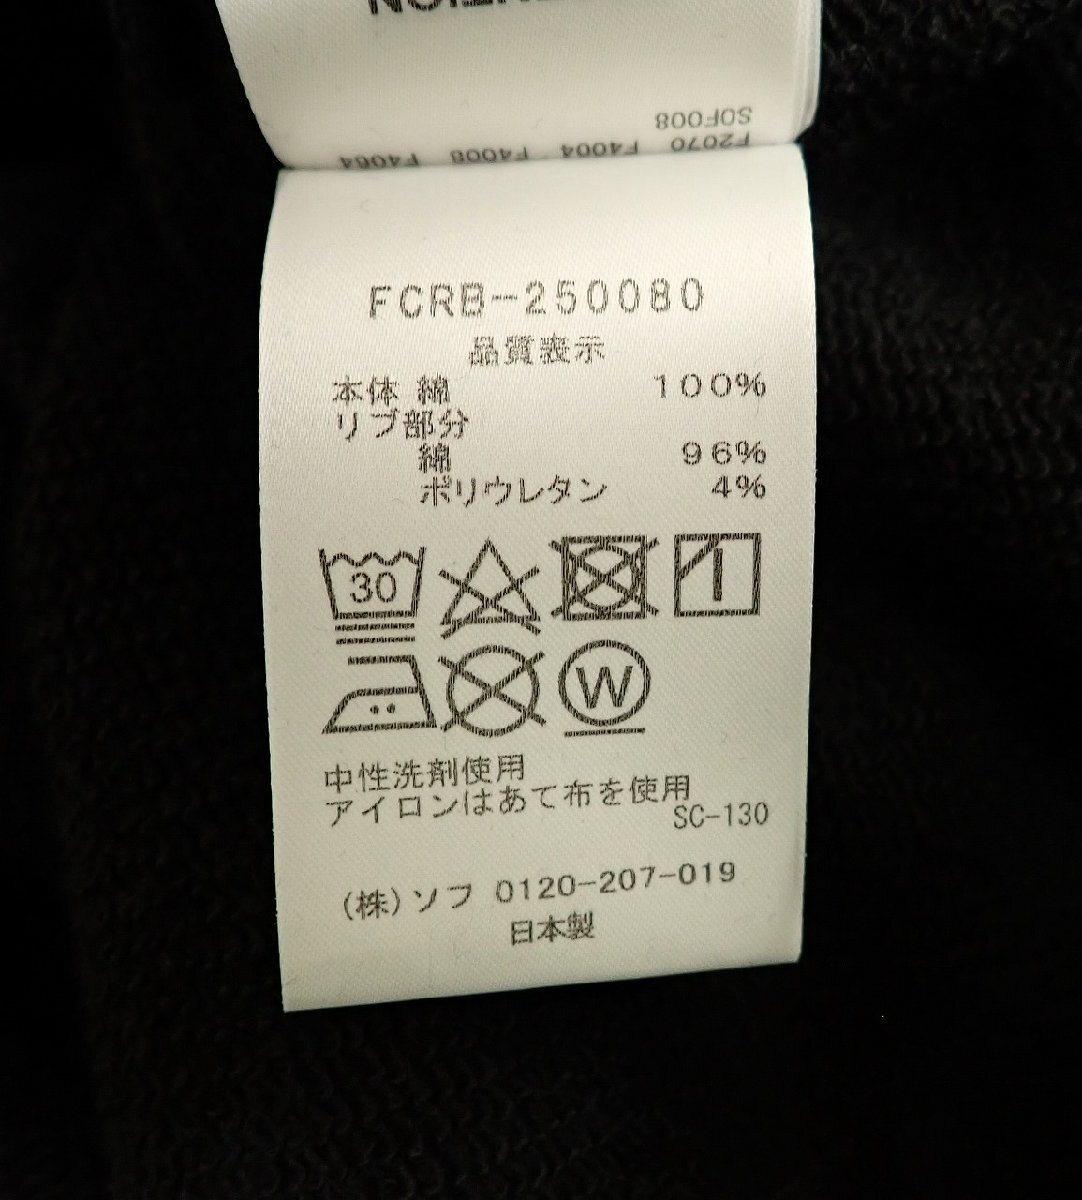 S0F008
F2070 F4004 F4008 F4064
FCRB-250080
品質表示
本体 綿 100%
リブ部分
綿 96%
ポリウレタン 4%
30
W
中性洗剤使用
アイロンはあて布を使用
SC-130
(株)ソフ 0120-207-019
日本製